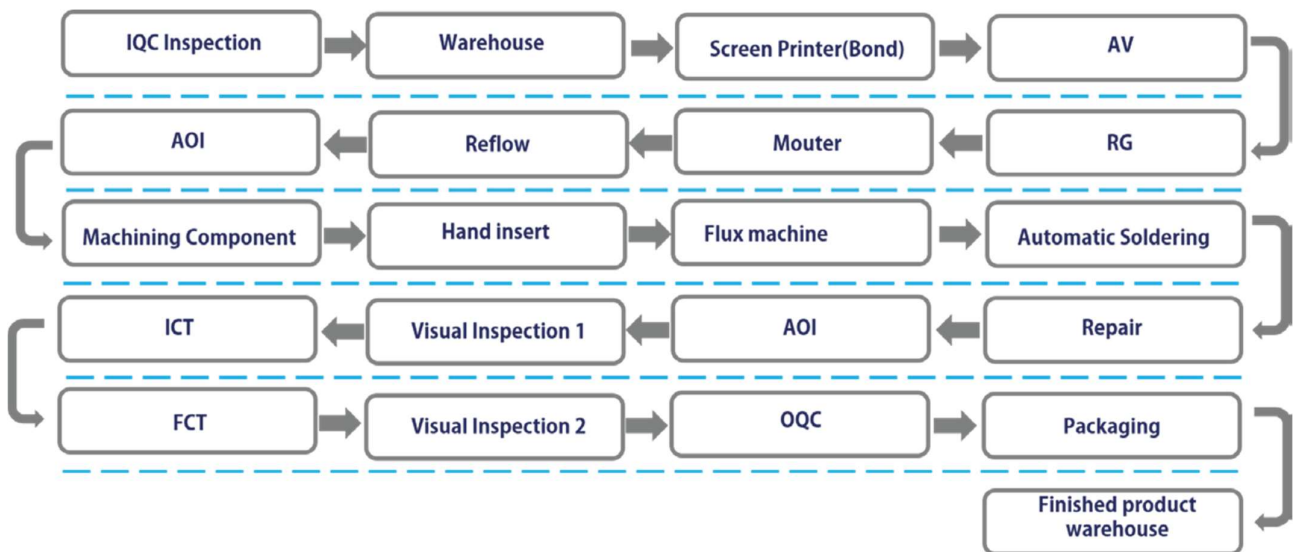 IQC Inspection
Warehouse
Screen Printer(Bond)
AV
AOI
Reflow
Mouter
RG
Machining Component
Hand insert
Flux machine
Automatic Soldering
ICT
Visual Inspection 1
AOI
Repair
FCT
Visual Inspection 2
OQC
Packaging
Finished product
warehouse